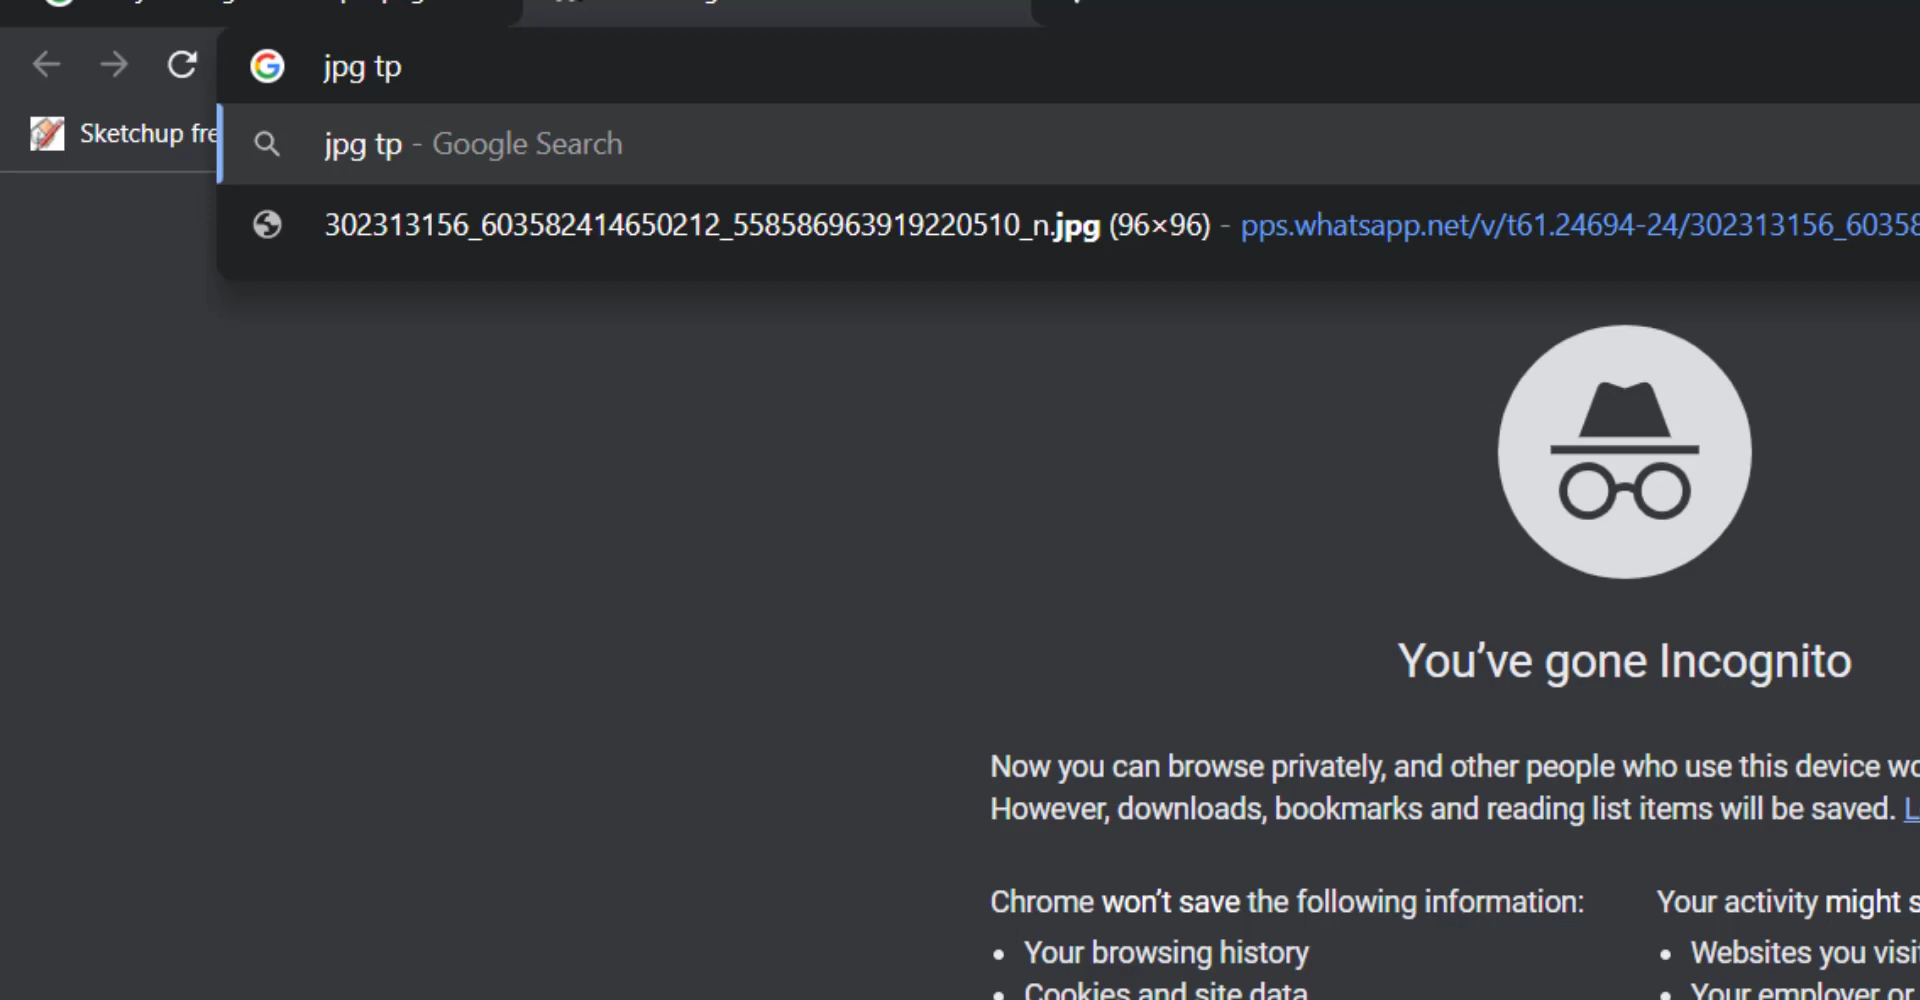 jpg tp
Sketchup fre
jpg tp - Google Search
302313156_603582414650212_558586963919220510_n.jpg (96×96) - pps.whatsapp.net/v/t61.24694-24/302313156_60358
You've gone Incognito
Now you can browse privately, and other people who use this device wo
However, downloads, bookmarks and reading list items will be saved. L
Chrome won't save the following information:
Your activity might s
• Your browsing history
• Websites you visit
• Cookies and site data
• Your employer or